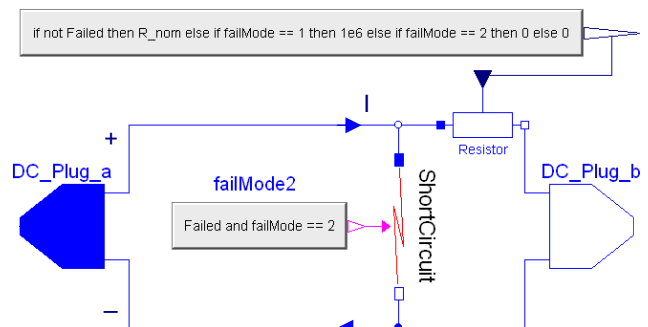 if not Failed then R_nom else if failMode == 1 then 1e6 else if failMode == 2 then 0 else 0
I
+
Resistor
DC_Plug_a
failMode2
ShortCircuit
DC_Plug_b
Failed and failMode == 2
−